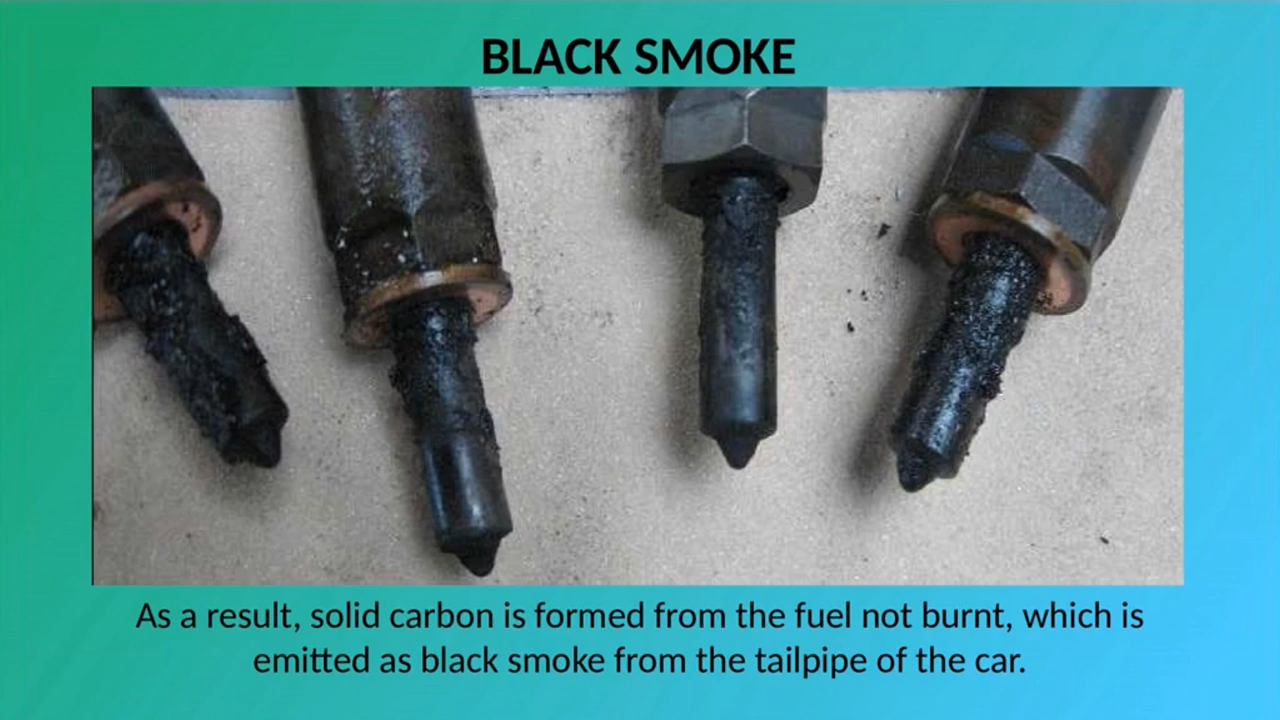 BLACK SMOKE
As a result, solid carbon is formed from the fuel not burnt, which is
emitted as black smoke from the tailpipe of the car.